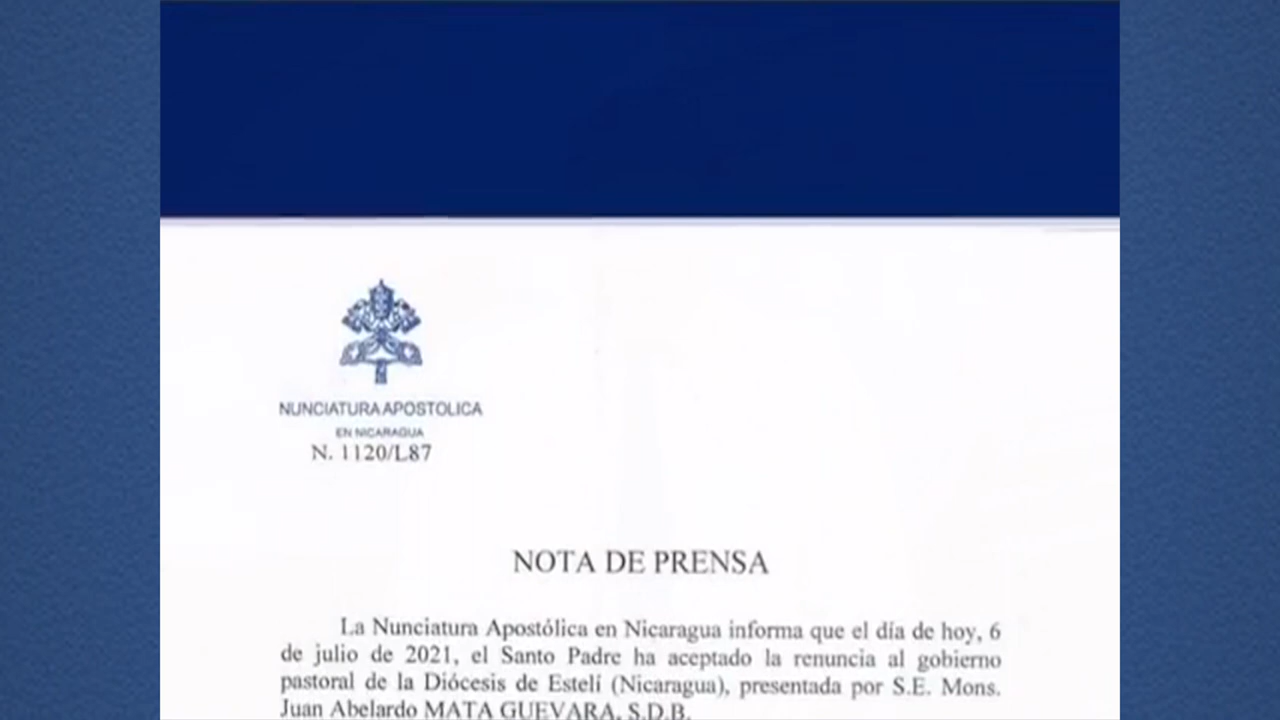 NUNCIATURA APOSTOLICA
EN NICARAGUA
N. 1120/L87
NOTA DE PRENSA
La Nunciatura Apostólica en Nicaragua informa que el día de hoy, 6
de julio de 2021, el Santo Padre ha aceptado la renuncia al gobierno
pastoral de la Diócesis de Estelí (Nicaragua), presentada por S.E. Mons.
Juan Abelardo MATA GUEVARA, S.D.B.